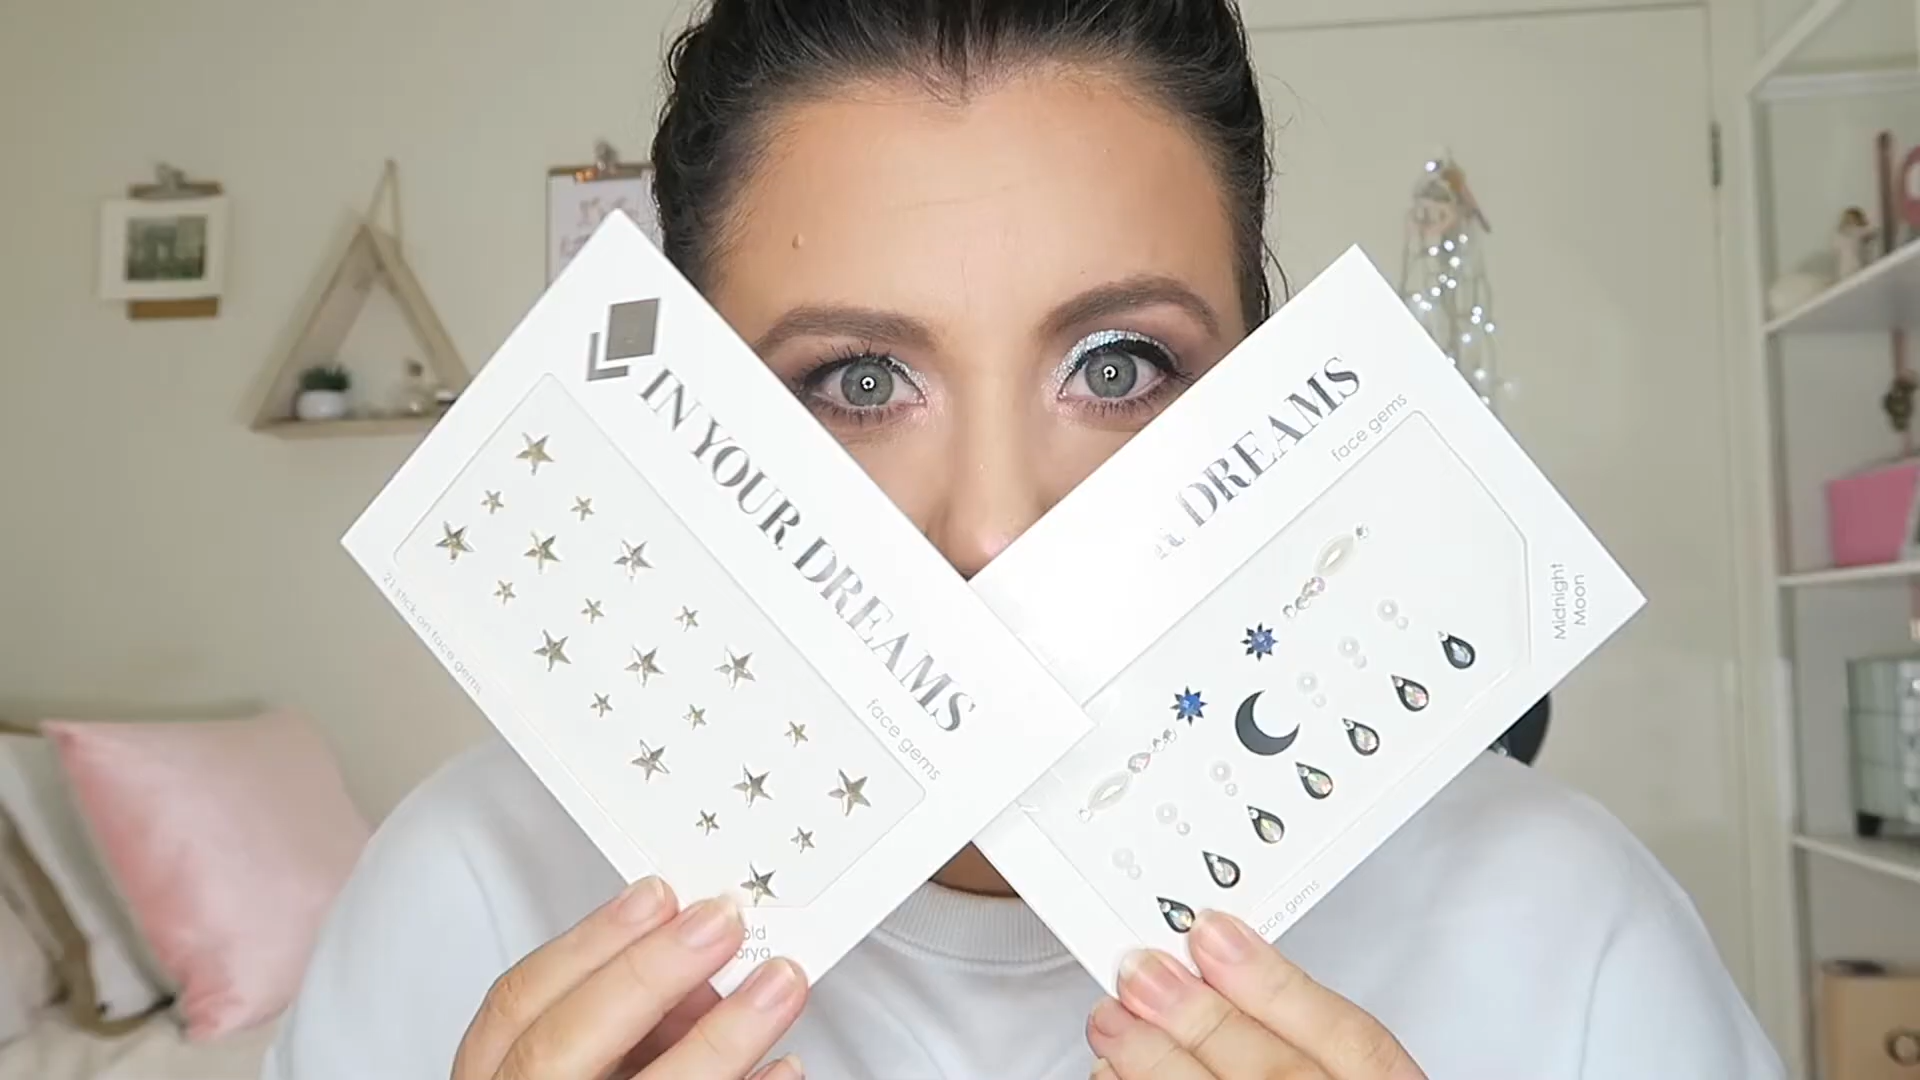 IN YOUR DREAMS
face gems
21 stick on face gems
DREAMS
face gems
Midnight
Moon
face gems